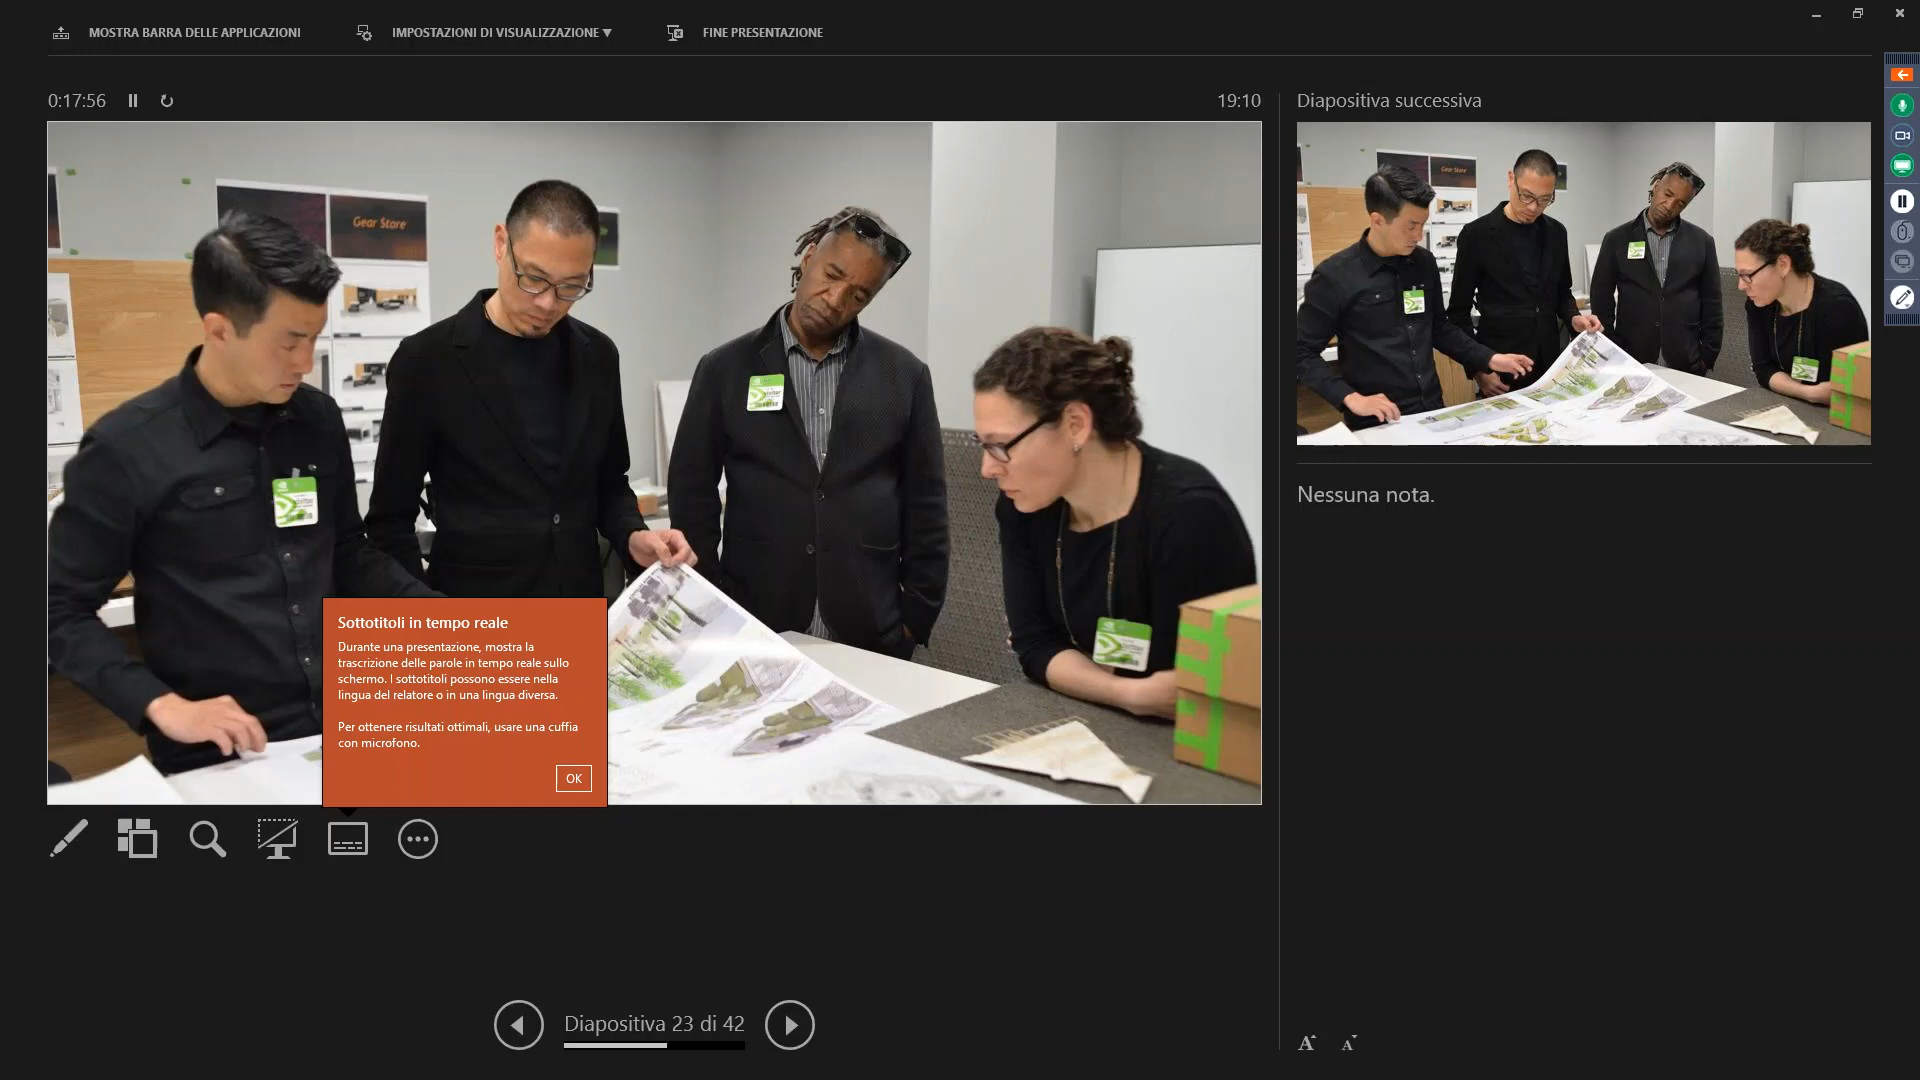 MOSTRA BARRA DELLE APPLICAZIONI
IMPOSTAZIONI DI VISUALIZZAZIONE ▼
FINE PRESENTAZIONE
0:17:56
19:10
Gear Store
Sottotitoli in tempo reale
Durante una presentazione, mostra la
trascrizione delle parole in tempo reale sullo
schermo. I sottotitoli possono essere nella
lingua del relatore o in una lingua diversa.
Per ottenere risultati ottimali, usare una cuffia
con microfono.
OK
Diapositiva 23 di 42
Diapositiva successiva
Gear Store
Nessuna nota.
A A